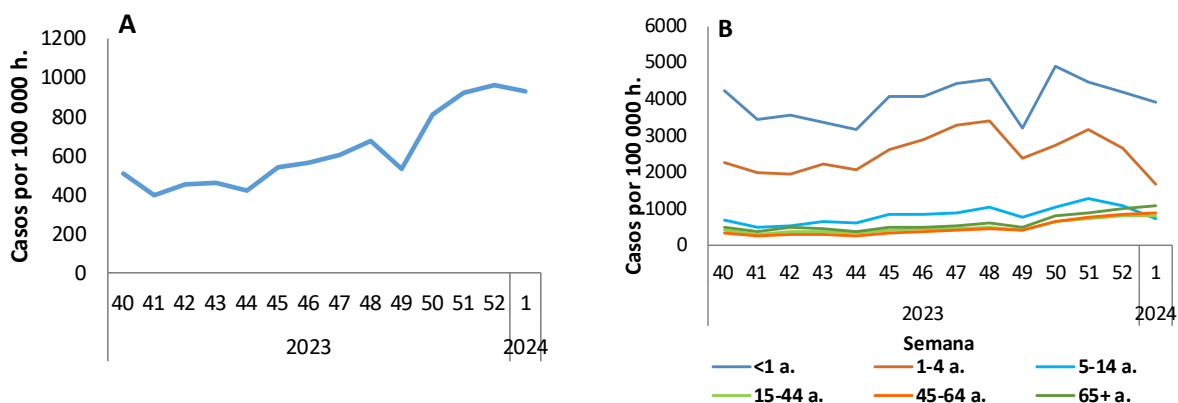 A
Casos por 100 000 h.
1200
1000
800
600
400
200
0
40 41 42 43 44 45 46 47 48 49 50 51 52 1
2023 2024
B
Casos por 100 000 h.
6000
5000
4000
3000
2000
1000
0
40 41 42 43 44 45 46 47 48 49 50 51 52 1
2023 2024
Semana
<1 a. 1-4 a. 5-14 a.
15-44 a. 45-64 a. 65+ a.